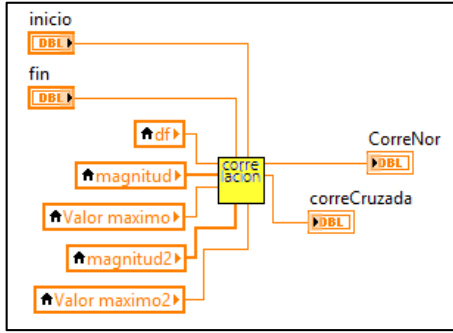 inicio
DBL
fin
DBL
df
magnitud
Valor maximo
magnitud2
Valor maximo2
corre
lacion
CorreNor
DBL
correCruzada
DBL